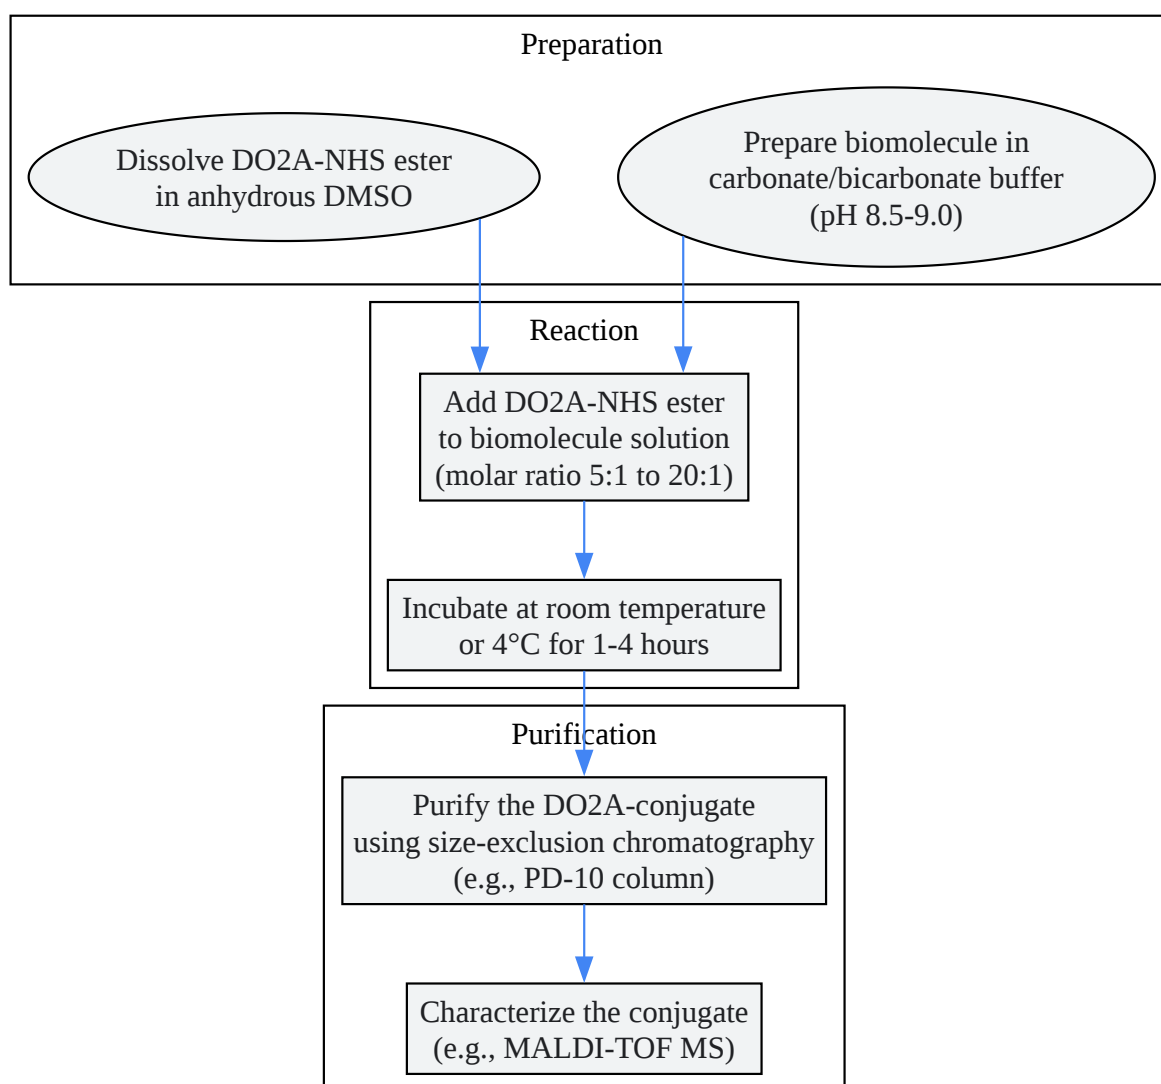 Preparation
Dissolve DO2A-NHS ester
in anhydrous DMSO
Prepare biomolecule in
carbonate/bicarbonate buffer
(pH 8.5-9.0)
Reaction
Add DO2A-NHS ester
to biomolecule solution
(molar ratio 5:1 to 20:1)
Incubate at room temperature
or 4°C for 1-4 hours
Purification
Purify the DO2A-conjugate
using size-exclusion chromatography
(e.g., PD-10 column)
Characterize the conjugate
(e.g., MALDI-TOF MS)